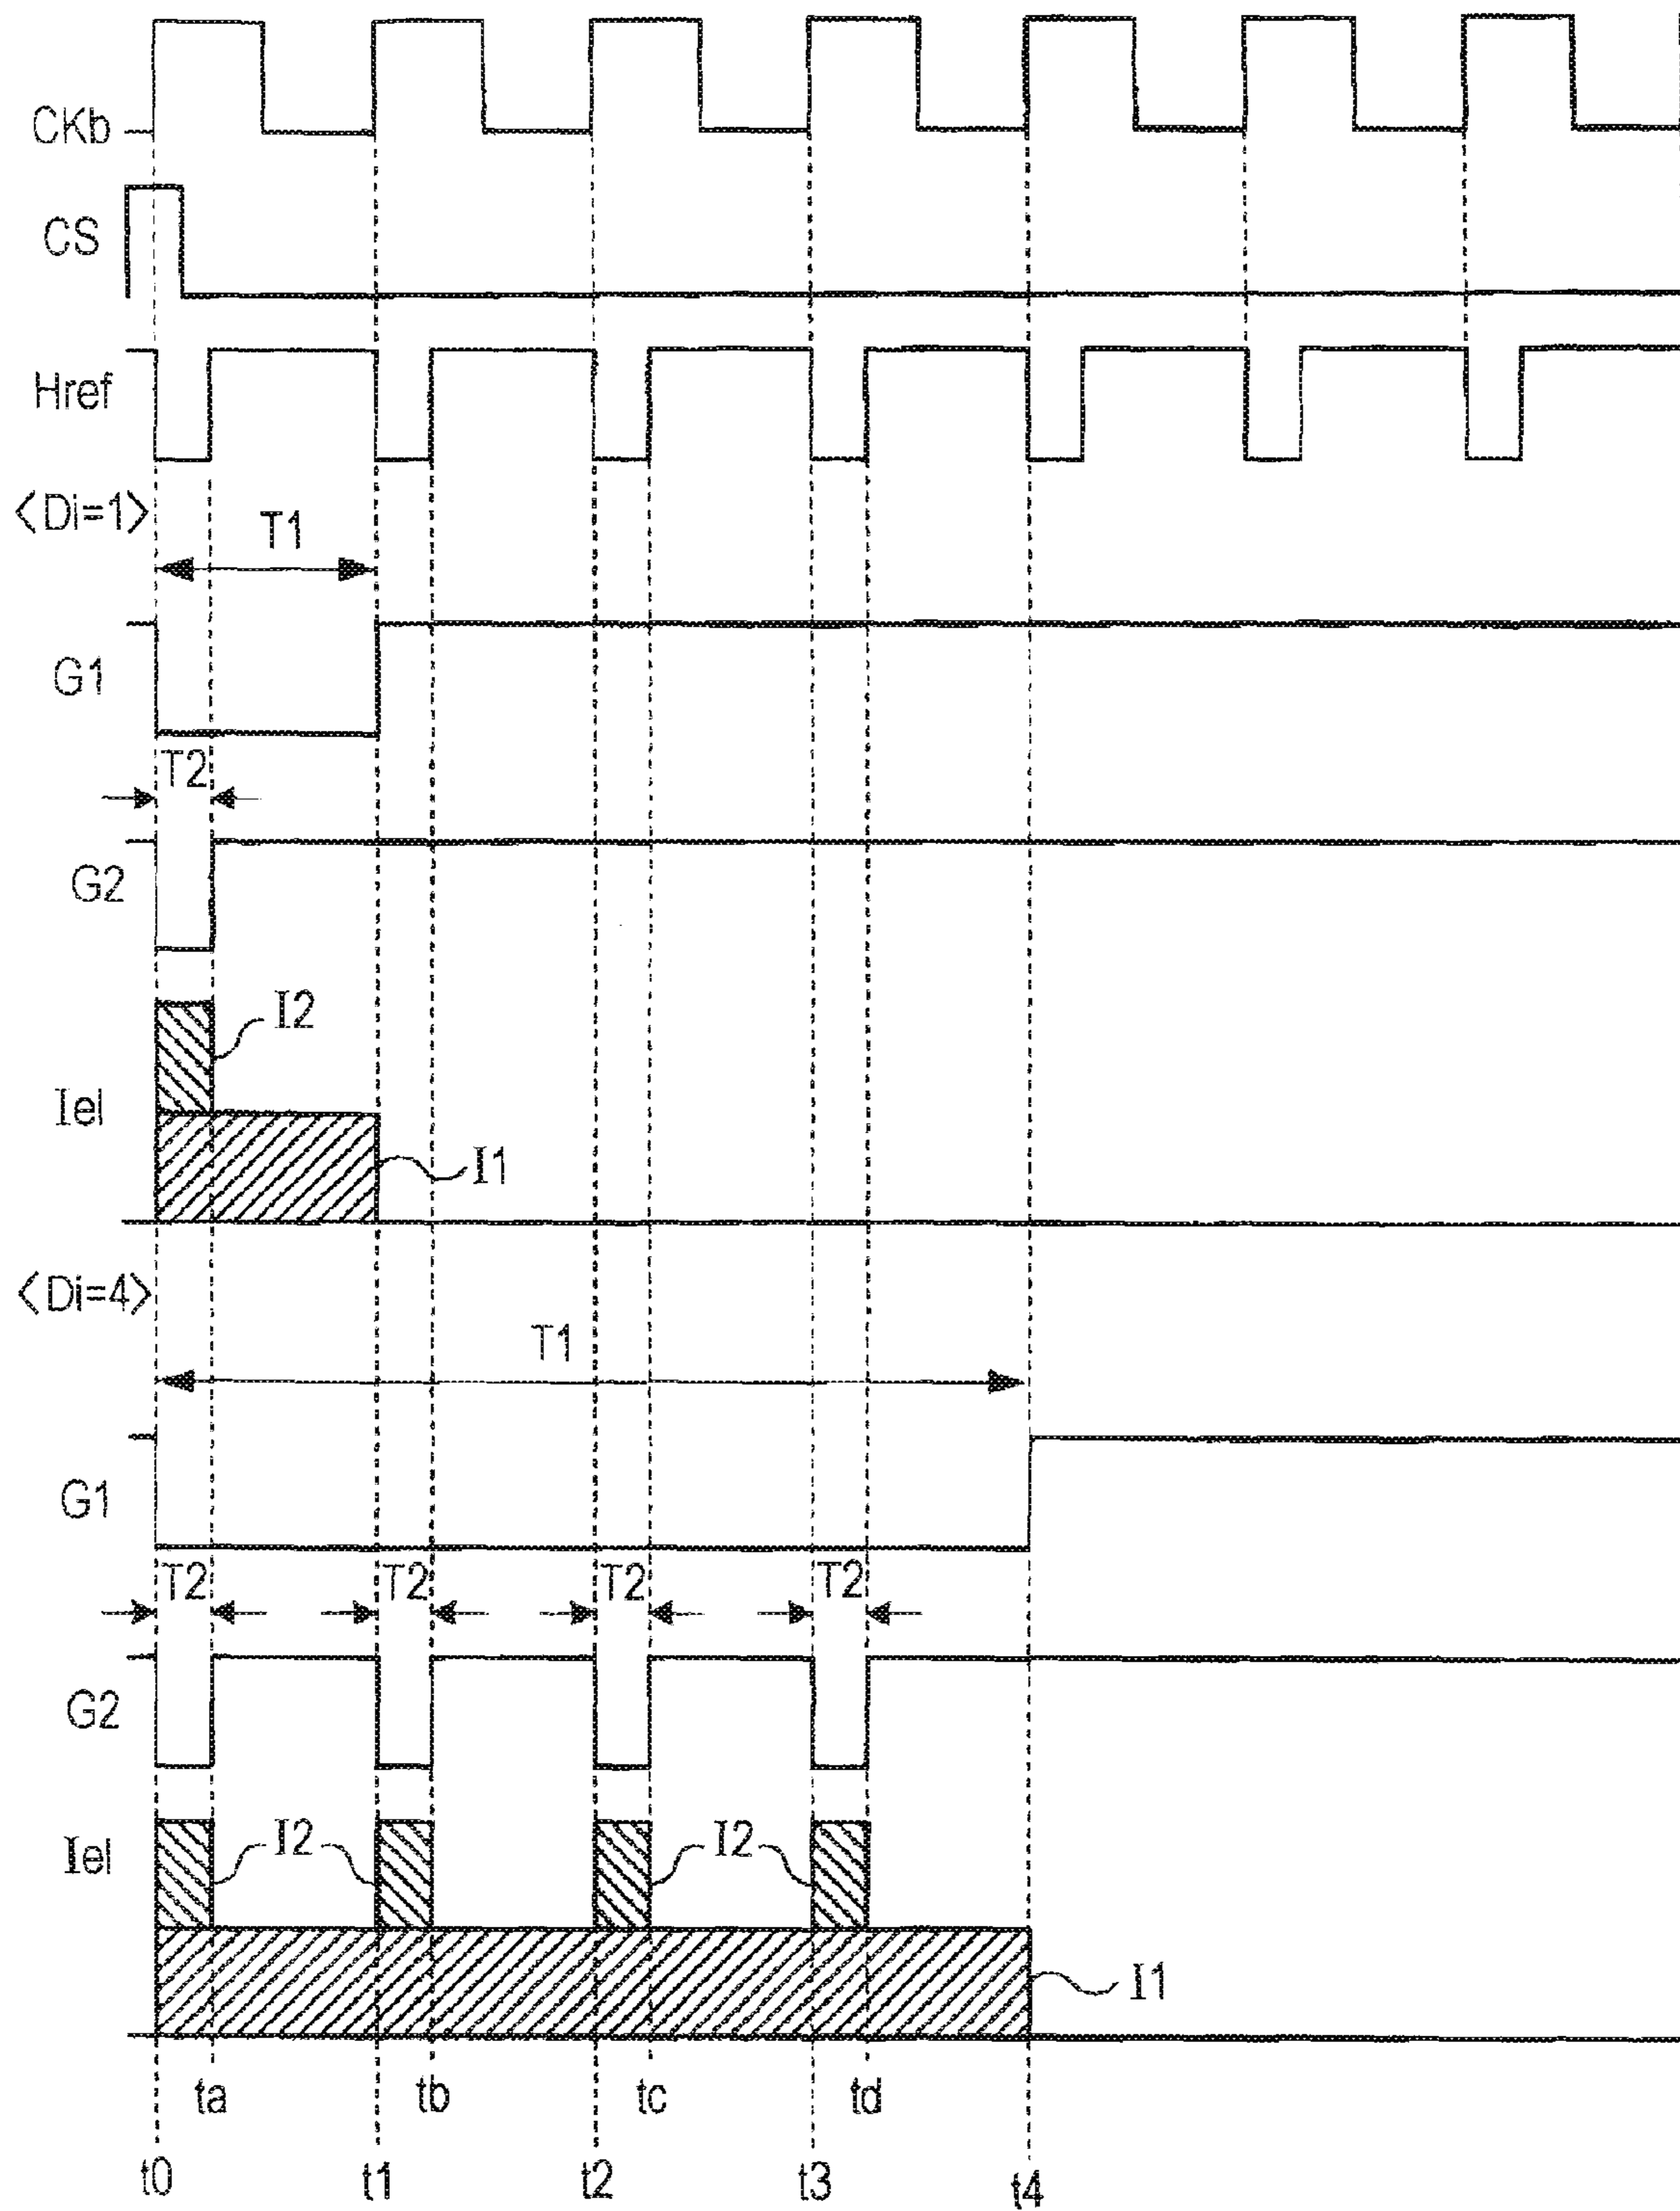 CKb
CS
Href
<Di=1>
T1
G1
T2
G2
I2
Iel
I1
<Di=4>
T1
G1
T2 T2 T2 T2
G2
I2 I2
Iel
I1
ta tb tc td
t0 t1 t2 t3 t4